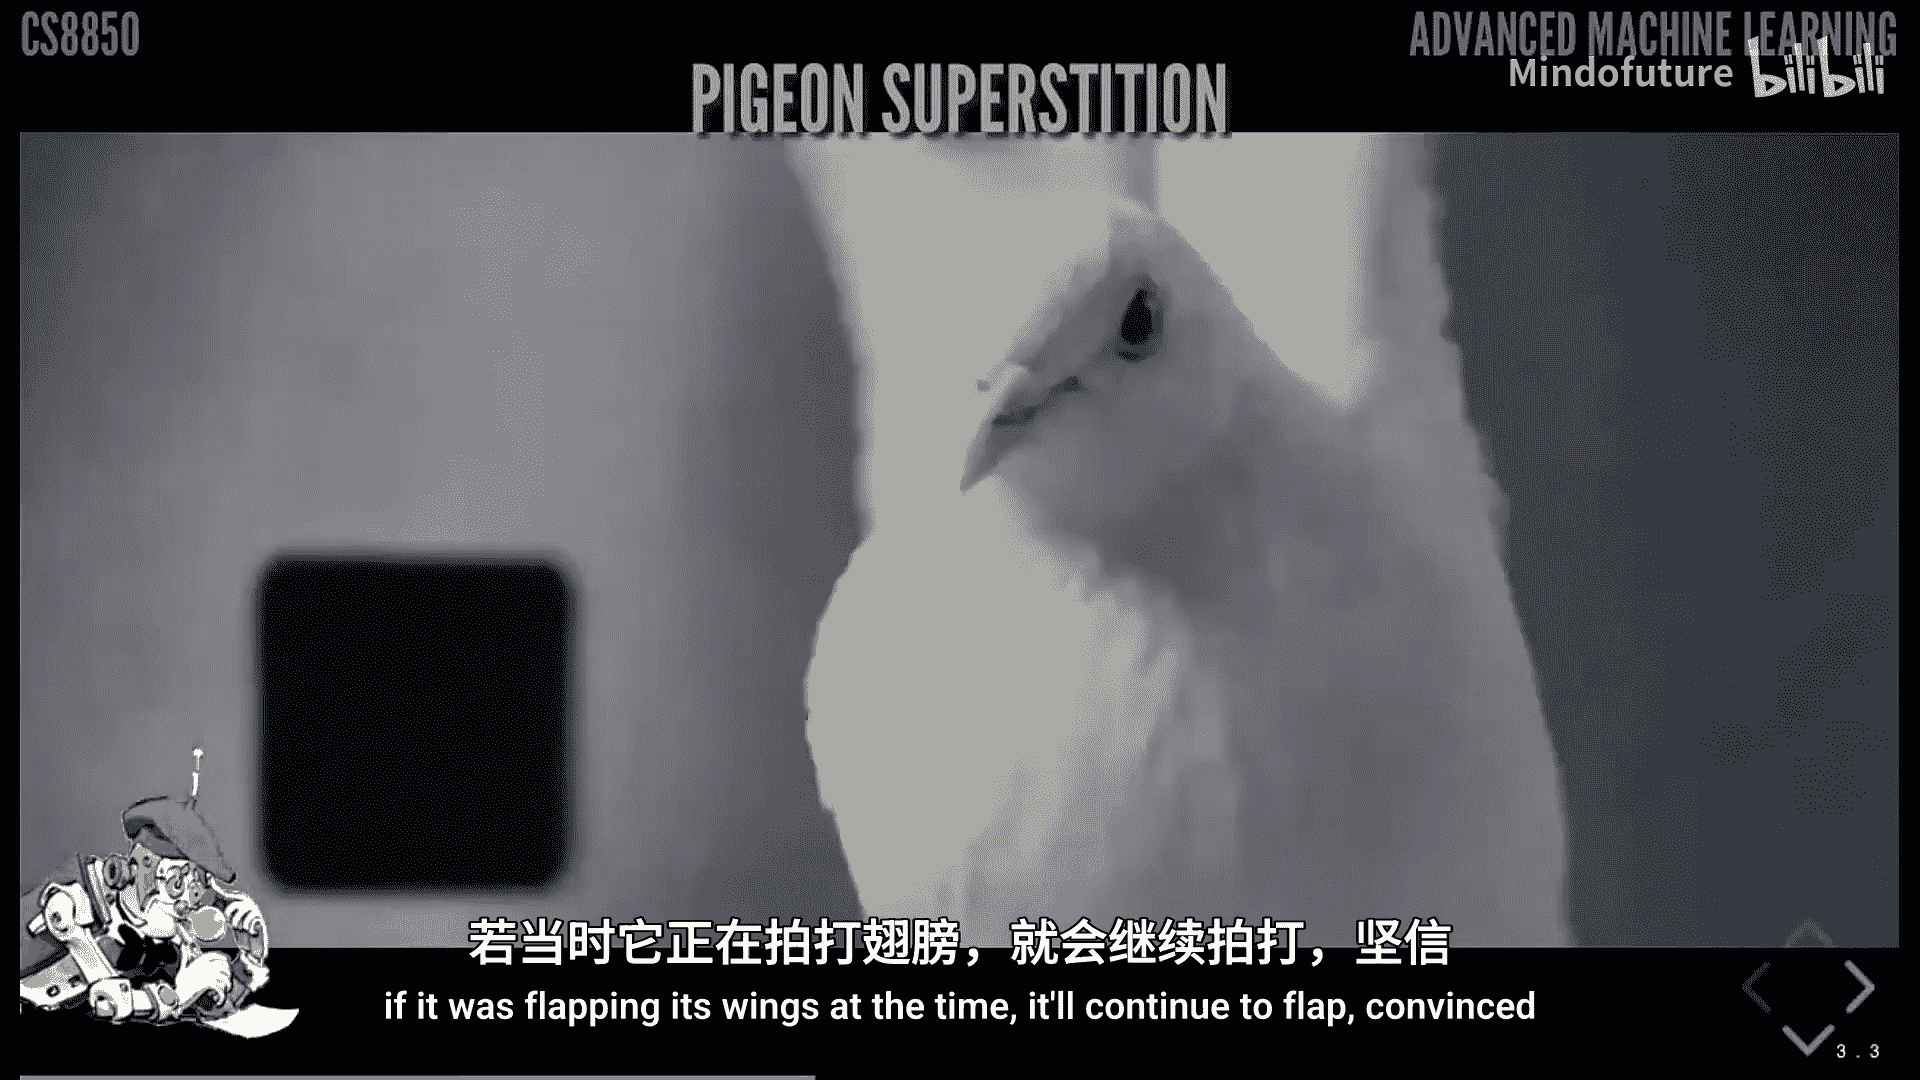 CS8850
ADVANCED MACHINE LEARNING
Mindofuture bilibili
PIGEON SUPERSTITION
若当时它正在拍打翅膀，就会继续拍打，坚信
if it was flapping its wings at the time, it'll continue to flap, convinced
3.3